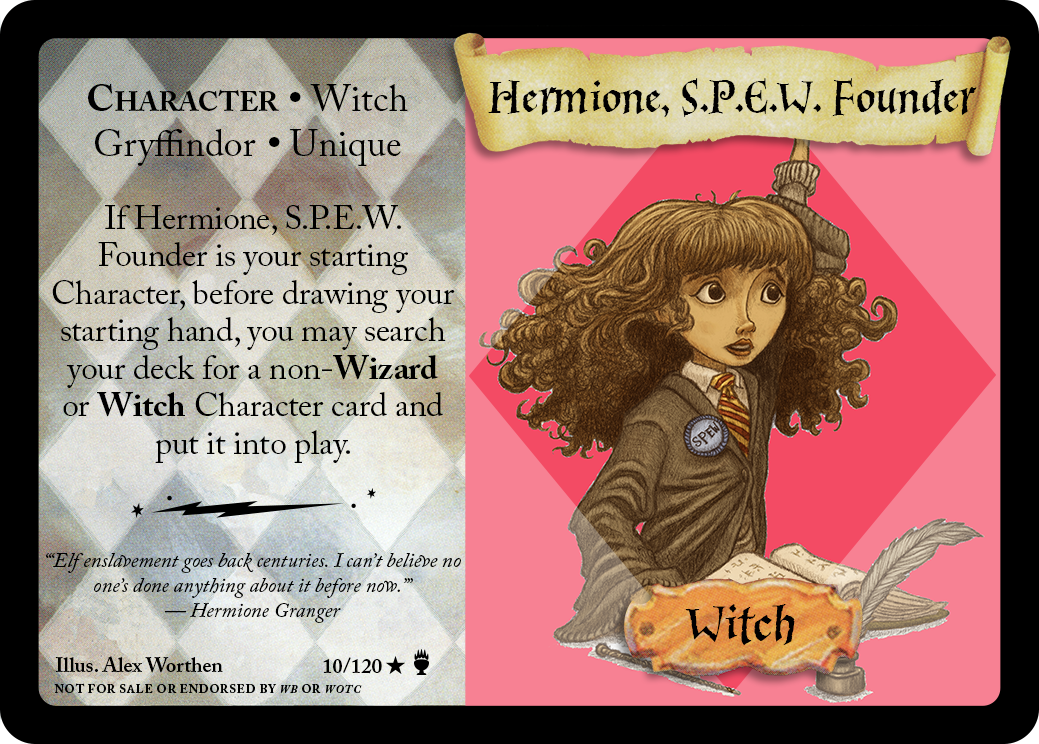 Hermione, S.P.E.W. Founder
CHARACTER • Witch
Gryffindor • Unique
If Hermione, S.P.E.W.
Founder is your starting
Character, before drawing your
starting hand, you may search
your deck for a non-Wizard
or Witch Character card and
put it into play.
“‘Elf enslavement goes back centuries. I can’t believe no
one’s done anything about it before now.’”
— Hermione Granger
Illus. Alex Worthen 10/120 ★
NOT FOR SALE OR ENDORSED BY WB OR WOTC
SPEW
Witch